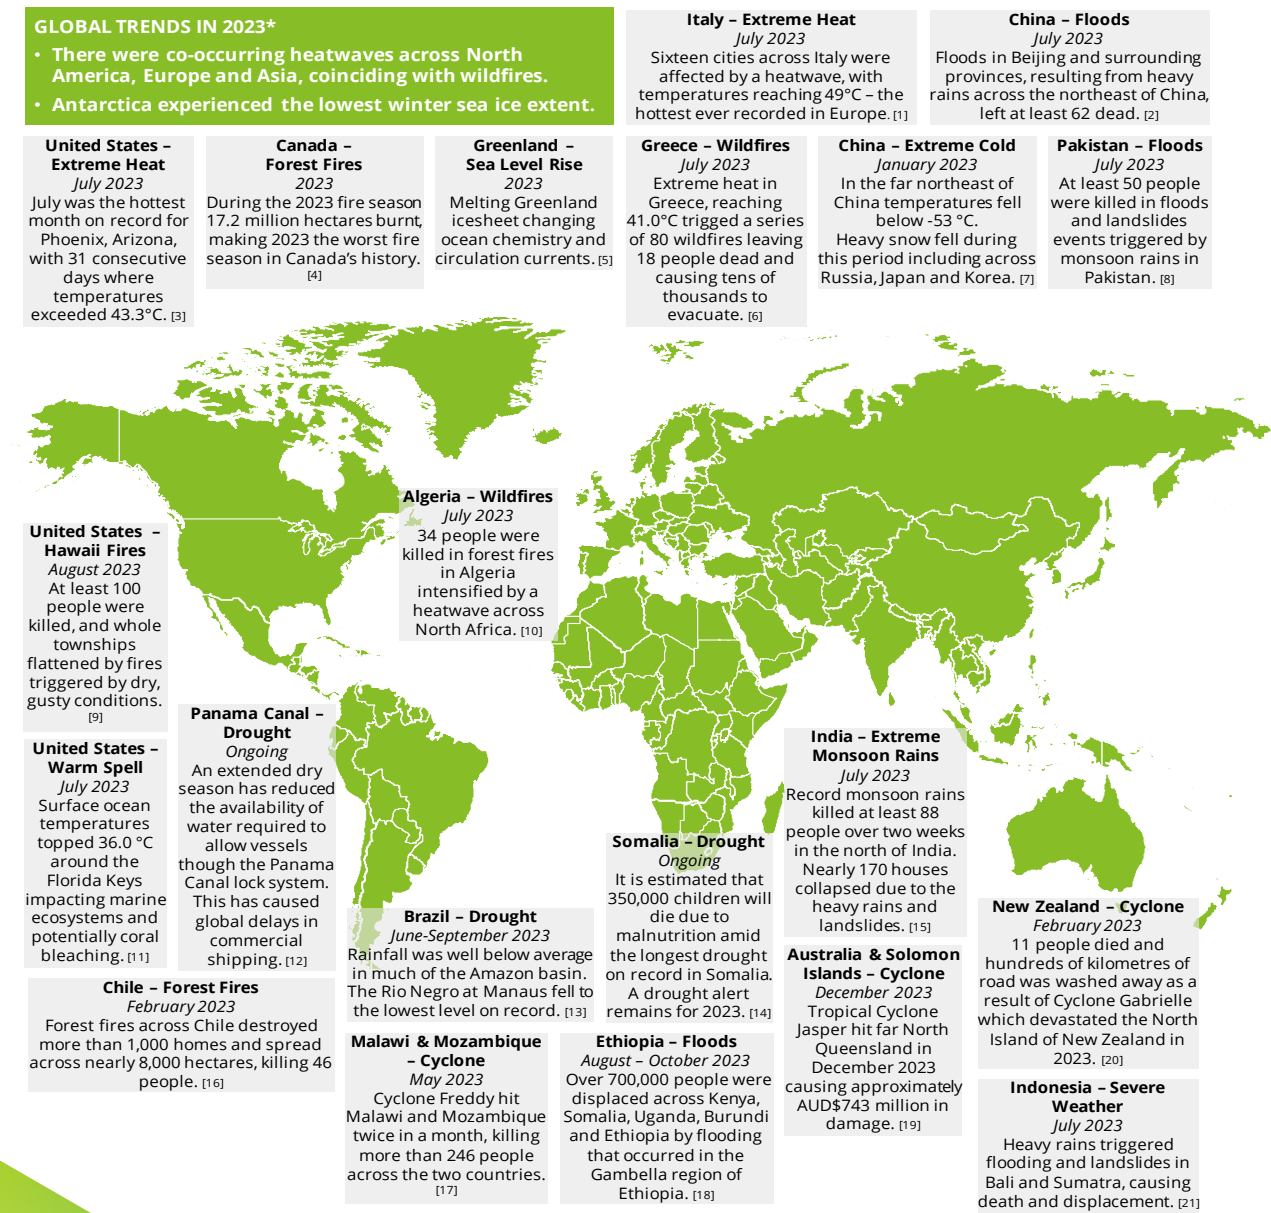 GLOBAL TRENDS IN 2023*
• There were co-occurring heatwaves across North
America, Europe and Asia, coinciding with wildfires.
• Antarctica experienced the lowest winter sea ice extent.
Italy – Extreme Heat
July 2023
Sixteen cities across Italy were
affected by a heatwave, with
temperatures reaching 49°C – the
hottest ever recorded in Europe. [1]
China – Floods
July 2023
Floods in Beijing and surrounding
provinces, resulting from heavy
rains across the northeast of China,
left at least 62 dead. [2]
United States –
Extreme Heat
July 2023
July was the hottest
month on record for
Phoenix, Arizona,
with 31 consecutive
days where
temperatures
exceeded 43.3°C. [3]
Canada –
Forest Fires
2023
During the 2023 fire season
17.2 million hectares burnt,
making 2023 the worst fire
season in Canada’s history.
[4]
Greenland –
Sea Level Rise
2023
Melting Greenland
icesheet changing
ocean chemistry and
circulation currents. [5]
Greece – Wildfires
July 2023
Extreme heat in
Greece, reaching
41.0°C trigged a series
of 80 wildfires leaving
18 people dead and
causing tens of
thousands to
evacuate. [6]
China – Extreme Cold
January 2023
In the far northeast of
China temperatures fell
below -53 °C.
Heavy snow fell during
this period including across
Russia, Japan and Korea. [7]
Pakistan – Floods
July 2023
At least 50 people
were killed in floods
and landslides
events triggered by
monsoon rains in
Pakistan. [8]
Algeria – Wildfires
July 2023
34 people were
killed in forest fires
in Algeria
intensified by a
heatwave across
North Africa. [10]
United States –
Hawaii Fires
August 2023
At least 100
people were
killed, and whole
townships
flattened by fires
triggered by dry,
gusty conditions.
[9]
United States –
Warm Spell
July 2023
Surface ocean
temperatures
topped 36.0 °C
around the
Florida Keys
impacting marine
ecosystems and
potentially coral
bleaching. [11]
Panama Canal –
Drought
Ongoing
An extended dry
season has reduced
the availability of
water required to
allow vessels
though the Panama
Canal lock system.
This has caused
global delays in
commercial
shipping. [12]
Brazil – Drought
June-September 2023
Rainfall was well below average
in much of the Amazon basin.
The Rio Negro at Manaus fell to
the lowest level on record. [13]
Somalia – Drought
Ongoing
It is estimated that
350,000 children will
die due to
malnutrition amid
the longest drought
on record in Somalia.
A drought alert
remains for 2023. [14]
India – Extreme
Monsoon Rains
July 2023
Record monsoon rains
killed at least 88
people over two weeks
in the north of India.
Nearly 170 houses
collapsed due to the
heavy rains and
landslides. [15]
Chile – Forest Fires
February 2023
Forest fires across Chile destroyed
more than 1,000 homes and spread
across nearly 8,000 hectares, killing 46
people. [16]
Malawi & Mozambique
– Cyclone
May 2023
Cyclone Freddy hit
Malawi and Mozambique
twice in a month, killing
more than 246 people
across the two countries.
[17]
Ethiopia – Floods
August – October 2023
Over 700,000 people were
displaced across Kenya,
Somalia, Uganda, Burundi
and Ethiopia by flooding
that occurred in the
Gambella region of
Ethiopia. [18]
Australia & Solomon
Islands – Cyclone
December 2023
Tropical Cyclone
Jasper hit far North
Queensland in
December 2023
causing approximately
AUD$743 million in
damage. [19]
New Zealand – Cyclone
February 2023
11 people died and
hundreds of kilometres of
road was washed away as a
result of Cyclone Gabrielle
which devastated the North
Island of New Zealand in
2023. [20]
Indonesia – Severe
Weather
July 2023
Heavy rains triggered
flooding and landslides in
Bali and Sumatra, causing
death and displacement. [21]